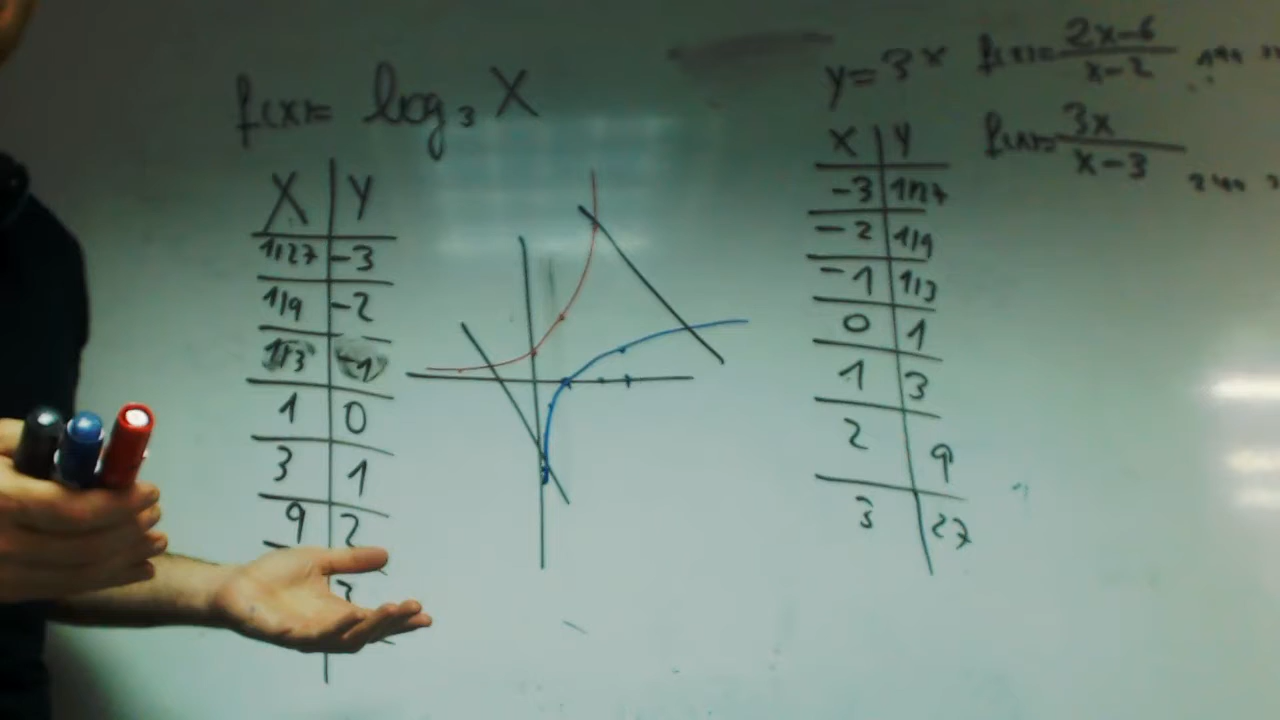 f(x)= log₃ X
X Y
1/27 -3
1/9 -2
1/3 -1
1 0
3 1
9 2
3
y=3ˣ
X Y
-3 1/27
-2 1/9
-1 1/3
0 1
1 3
2 9
3 27
f(x)= 2x-6
x-2
f(x)= 3x
x-3